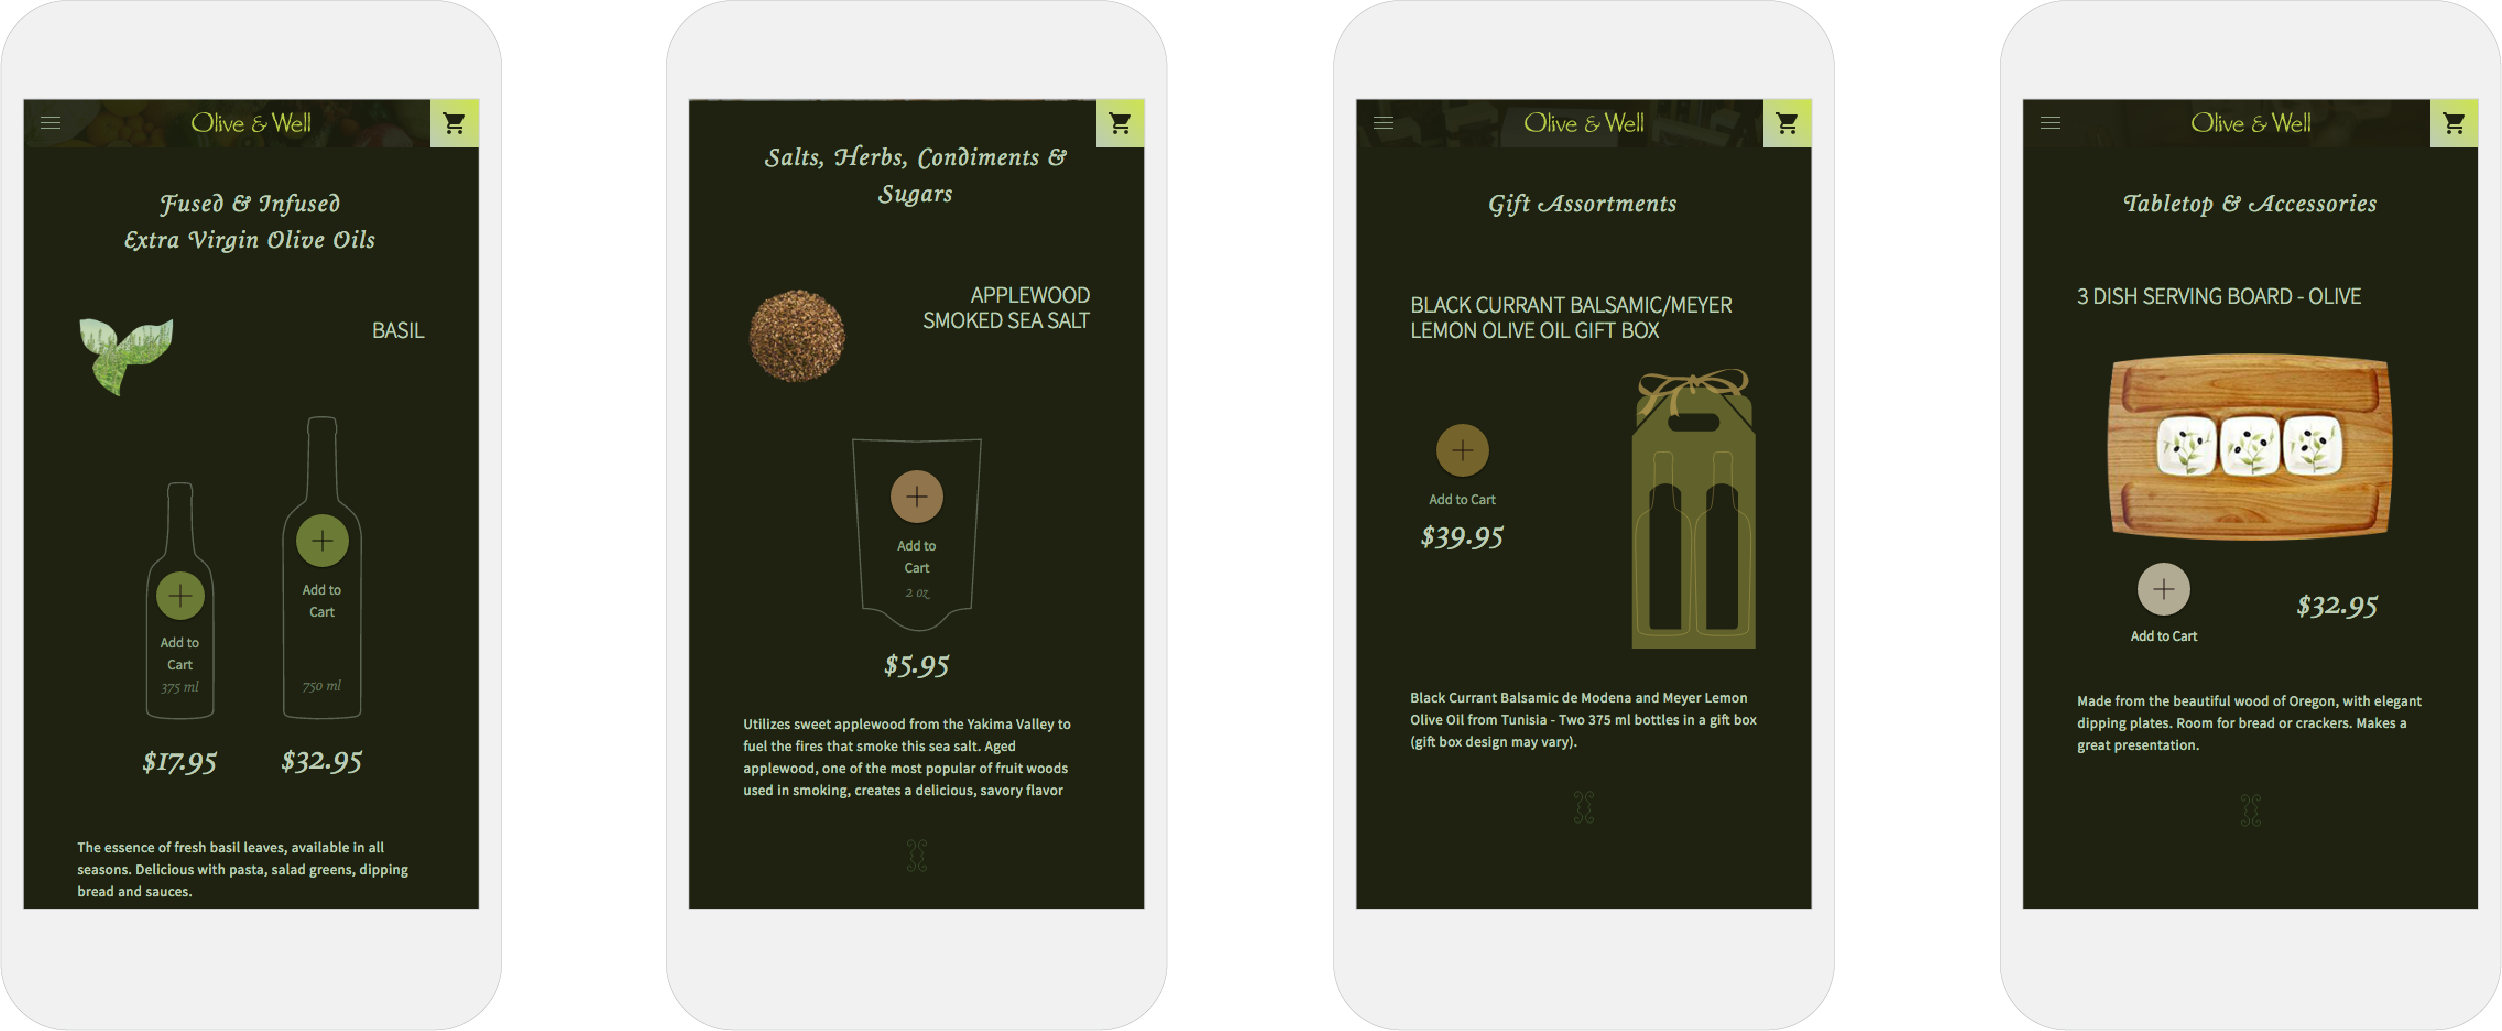 Olive & Well
Fused & Infused
Extra Virgin Olive Oils
BASIL
Add to
Cart
375 ml
Add to
Cart
750 ml
$17.95
$32.95
The essence of fresh basil leaves, available in all
seasons. Delicious with pasta, salad greens, dipping
bread and sauces.
Salts, Herbs, Condiments &
Sugars
APPLEWOOD
SMOKED SEA SALT
Add to
Cart
2 oz
$5.95
Utilizes sweet applewood from the Yakima Valley to
fuel the fires that smoke this sea salt. Aged
applewood, one of the most popular of fruit woods
used in smoking, creates a delicious, savory flavor
Olive & Well
Gift Assortments
BLACK CURRANT BALSAMIC/MEYER
LEMON OLIVE OIL GIFT BOX
Add to Cart
$39.95
Black Currant Balsamic de Modena and Meyer Lemon
Olive Oil from Tunisia - Two 375 ml bottles in a gift box
(gift box design may vary).
Olive & Well
Tabletop & Accessories
3 DISH SERVING BOARD - OLIVE
Add to Cart
$32.95
Made from the beautiful wood of Oregon, with elegant
dipping plates. Room for bread or crackers. Makes a
great presentation.